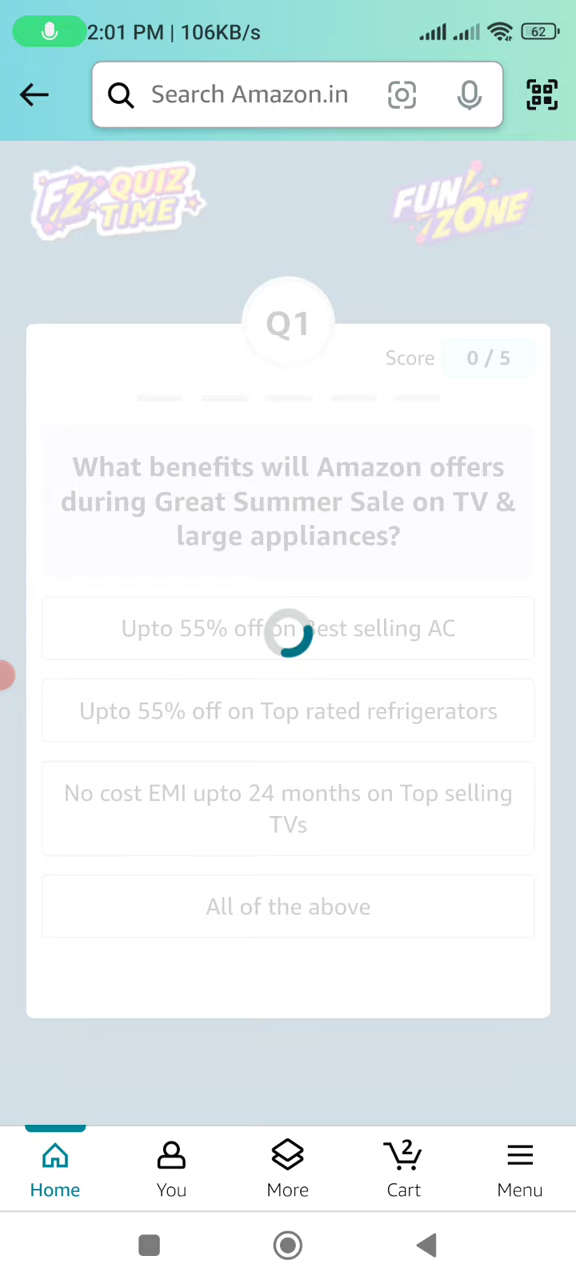 2:01 PM | 106KB/s 62
Search Amazon.in
FZ QUIZ TIME
FUN ZONE
Q1
Score 0 / 5
What benefits will Amazon offers
during Great Summer Sale on TV &
large appliances?
Upto 55% off on Best selling AC
Upto 55% off on Top rated refrigerators
No cost EMI upto 24 months on Top selling
TVs
All of the above
2
Home You More Cart Menu